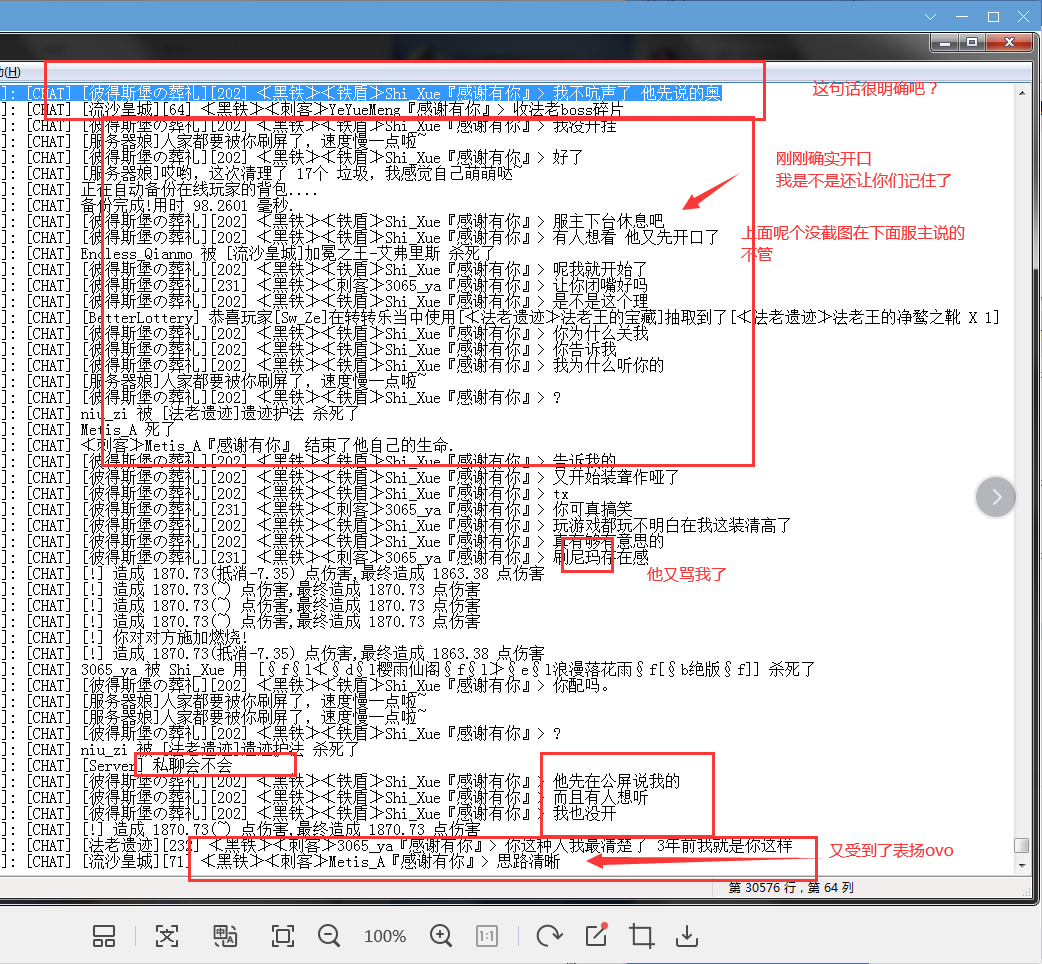 助(H)
]: [CHAT] [彼得斯堡の葬礼][202] ≮黑铁≯≮铁盾≯Shi_Xue『感谢有你』> 我不吭声了 他先说的奥
]: [CHAT] [流沙皇城][64] ≮黑铁≯≮刺客≯YeYueMeng『感谢有你』> 收法老boss碎片
]: [CHAT] [彼得斯堡の葬礼][202] ≮黑铁≯≮铁盾≯Shi_Xue『感谢有你』> 我没开挂
]: [CHAT] [服务器娘]人家都要被你刷屏了，速度慢一点啦~
]: [CHAT] [彼得斯堡の葬礼][202] ≮黑铁≯≮铁盾≯Shi_Xue『感谢有你』> 好了
]: [CHAT] [服务器娘]哎哟，这次清理了 17个 垃圾，我感觉自己萌萌哒~
]: [CHAT] 正在自动备份在线玩家的背包....
]: [CHAT] 备份完成!用时 98.2601 毫秒.
]: [CHAT] [彼得斯堡の葬礼][202] ≮黑铁≯≮铁盾≯Shi_Xue『感谢有你』> 服主下台休息吧
]: [CHAT] [彼得斯堡の葬礼][202] ≮黑铁≯≮铁盾≯Shi_Xue『感谢有你』> 有人想看 他又先开口了
]: [CHAT] Endless_Qianmo 被 [流沙皇城]加冕之王-艾弗里斯 杀死了
]: [CHAT] [彼得斯堡の葬礼][202] ≮黑铁≯≮铁盾≯Shi_Xue『感谢有你』> 呢我就开始了
]: [CHAT] [彼得斯堡の葬礼][231] ≮黑铁≯≮刺客≯3065_ya『感谢有你』> 让你闭嘴好吗
]: [CHAT] [彼得斯堡の葬礼][202] ≮黑铁≯≮铁盾≯Shi_Xue『感谢有你』> 是不是这个理
]: [CHAT] [BetterLottery] 恭喜玩家[Sw_Ze]在转转乐当中使用[≮法老遗迹≯法老王的宝藏]抽取到了[≮法老遗迹≯法老王的净鹜之靴 X 1]
]: [CHAT] [彼得斯堡の葬礼][202] ≮黑铁≯≮铁盾≯Shi_Xue『感谢有你』> 你为什么关我
]: [CHAT] [彼得斯堡の葬礼][202] ≮黑铁≯≮铁盾≯Shi_Xue『感谢有你』> 你告诉我
]: [CHAT] [彼得斯堡の葬礼][202] ≮黑铁≯≮铁盾≯Shi_Xue『感谢有你』> 我为什么听你的
]: [CHAT] [服务器娘]人家都要被你刷屏了，速度慢一点啦~
]: [CHAT] [彼得斯堡の葬礼][202] ≮黑铁≯≮铁盾≯Shi_Xue『感谢有你』> ?
]: [CHAT] niu_zi 被 [法老遗迹]遗迹护法 杀死了
]: [CHAT] Metis_A 死了
]: [CHAT] ≮刺客≯Metis_A『感谢有你』 结束了他自己的生命.
]: [CHAT] [彼得斯堡の葬礼][202] ≮黑铁≯≮铁盾≯Shi_Xue『感谢有你』> 告诉我的
]: [CHAT] [彼得斯堡の葬礼][202] ≮黑铁≯≮铁盾≯Shi_Xue『感谢有你』> 又开始装聋作哑了
]: [CHAT] [彼得斯堡の葬礼][202] ≮黑铁≯≮铁盾≯Shi_Xue『感谢有你』> tx
]: [CHAT] [彼得斯堡の葬礼][231] ≮黑铁≯≮刺客≯3065_ya『感谢有你』> 你可真搞笑
]: [CHAT] [彼得斯堡の葬礼][202] ≮黑铁≯≮铁盾≯Shi_Xue『感谢有你』> 玩游戏都玩不明白在我这装清高了
]: [CHAT] [彼得斯堡の葬礼][202] ≮黑铁≯≮铁盾≯Shi_Xue『感谢有你』> 真有够有意思的
]: [CHAT] [彼得斯堡の葬礼][231] ≮黑铁≯≮刺客≯3065_ya『感谢有你』> 刷尼玛存在感
]: [CHAT] [!] 造成 1870.73(抵消-7.35) 点伤害,最终造成 1863.38 点伤害
]: [CHAT] [!] 造成 1870.73(~) 点伤害,最终造成 1870.73 点伤害
]: [CHAT] [!] 造成 1870.73(~) 点伤害,最终造成 1870.73 点伤害
]: [CHAT] [!] 造成 1870.73(~) 点伤害,最终造成 1870.73 点伤害
]: [CHAT] [!] 你对对方施加燃烧!
]: [CHAT] [!] 造成 1870.73(抵消-7.35) 点伤害,最终造成 1863.38 点伤害
]: [CHAT] 3065_ya 被 Shi_Xue 用 [§f§l≮§d§l樱雨仙阁§f§l≯§e§l浪漫落花雨§f[§b绝版§f]] 杀死了
]: [CHAT] [彼得斯堡の葬礼][202] ≮黑铁≯≮铁盾≯Shi_Xue『感谢有你』> 你配吗。
]: [CHAT] [服务器娘]人家都要被你刷屏了，速度慢一点啦~
]: [CHAT] [服务器娘]人家都要被你刷屏了，速度慢一点啦~
]: [CHAT] [彼得斯堡の葬礼][202] ≮黑铁≯≮铁盾≯Shi_Xue『感谢有你』> ?
]: [CHAT] niu_zi 被 [法老遗迹]遗迹护法 杀死了
]: [CHAT] [Server] 私聊会不会
]: [CHAT] [彼得斯堡の葬礼][202] ≮黑铁≯≮铁盾≯Shi_Xue『感谢有你』> 他先在公屏说我的
]: [CHAT] [彼得斯堡の葬礼][202] ≮黑铁≯≮铁盾≯Shi_Xue『感谢有你』> 而且有人想听
]: [CHAT] [彼得斯堡の葬礼][202] ≮黑铁≯≮铁盾≯Shi_Xue『感谢有你』> 我也没开
]: [CHAT] [!] 造成 1870.73(~) 点伤害,最终造成 1870.73 点伤害
]: [CHAT] [法老遗迹][232] ≮黑铁≯≮刺客≯3065_ya『感谢有你』> 你这种人我最清楚了 3年前我就是你这样
]: [CHAT] [流沙皇城][71] ≮黑铁≯≮刺客≯Metis_A『感谢有你』> 思路清晰
这句话很明确吧？
刚刚确实开口
我是不是还让你们记住了
上面呢个没截图在下面服主说的
不管
他又骂我了
又受到了表扬ovo
第 30576 行，第 64 列
100%
1:1